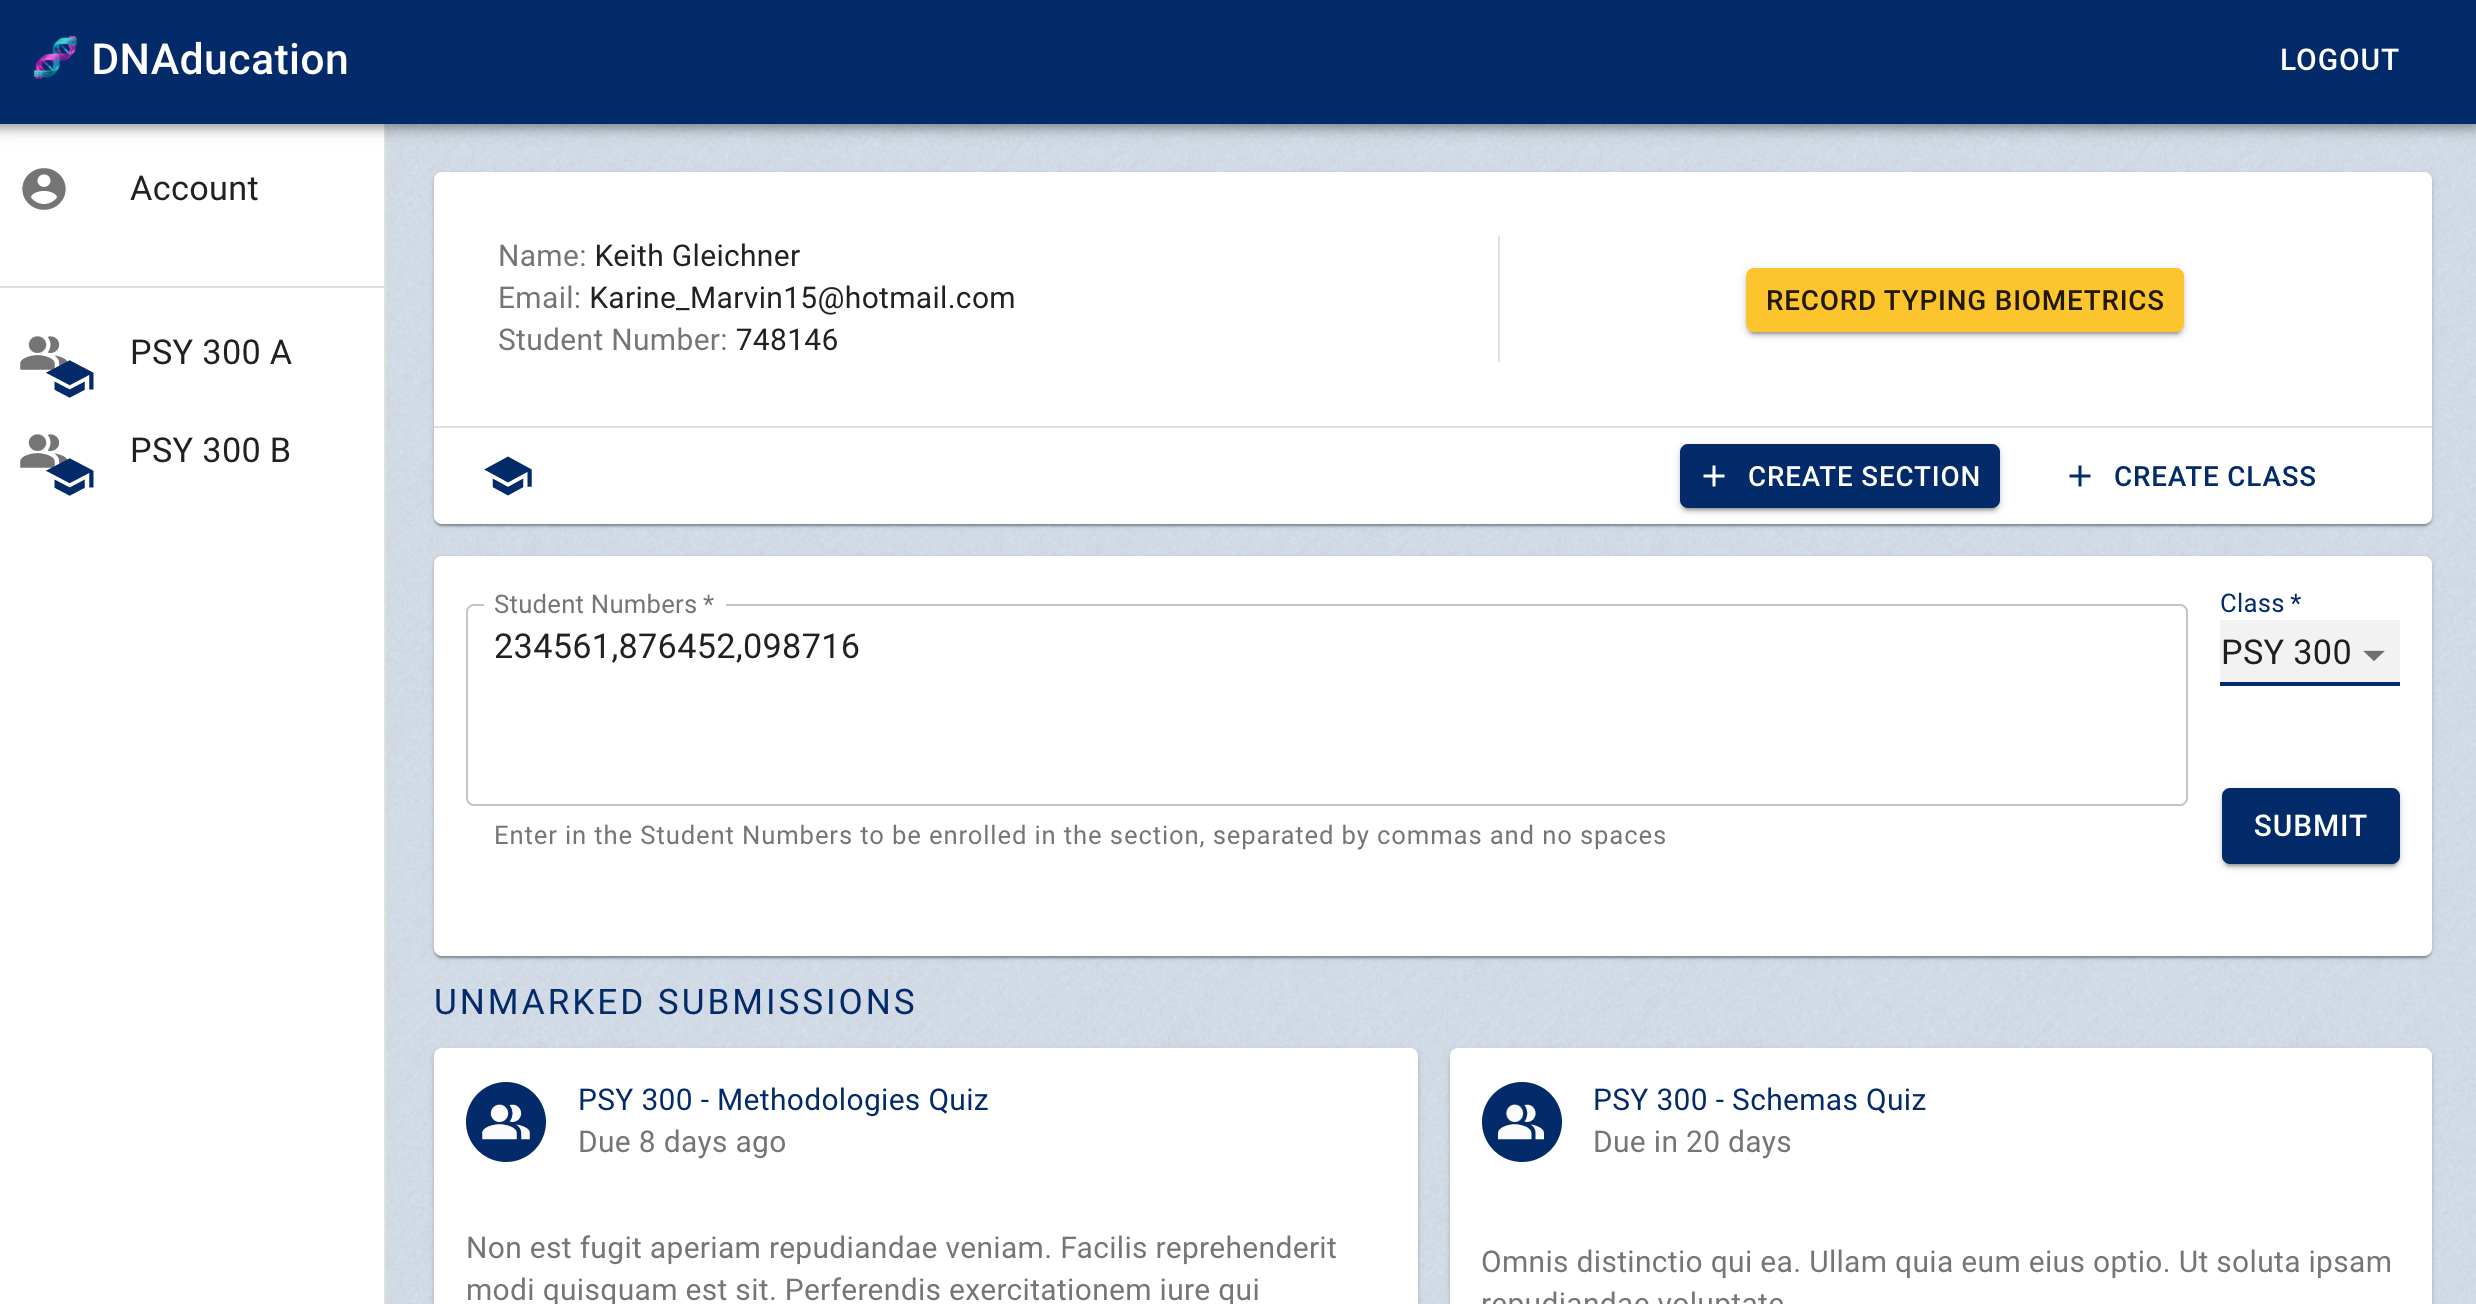 DNAducation
LOGOUT
Account
PSY 300 A
PSY 300 B
Name: Keith Gleichner
Email: Karine_Marvin15@hotmail.com
Student Number: 748146
RECORD TYPING BIOMETRICS
+ CREATE SECTION
+ CREATE CLASS
Student Numbers *
234561,876452,098716
Enter in the Student Numbers to be enrolled in the section, separated by commas and no spaces
Class *
PSY 300
SUBMIT
UNMARKED SUBMISSIONS
PSY 300 - Methodologies Quiz
Due 8 days ago
Non est fugit aperiam repudiandae veniam. Facilis reprehenderit
modi quisquam est sit. Perferendis exercitationem iure qui
PSY 300 - Schemas Quiz
Due in 20 days
Omnis distinctio qui ea. Ullam quia eum eius optio. Ut soluta ipsam
repudiandae voluptate